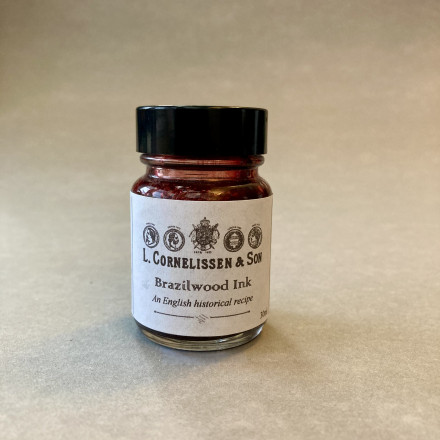 L. CORNELISSEN & SON
Brazilwood Ink
An English historical recipe